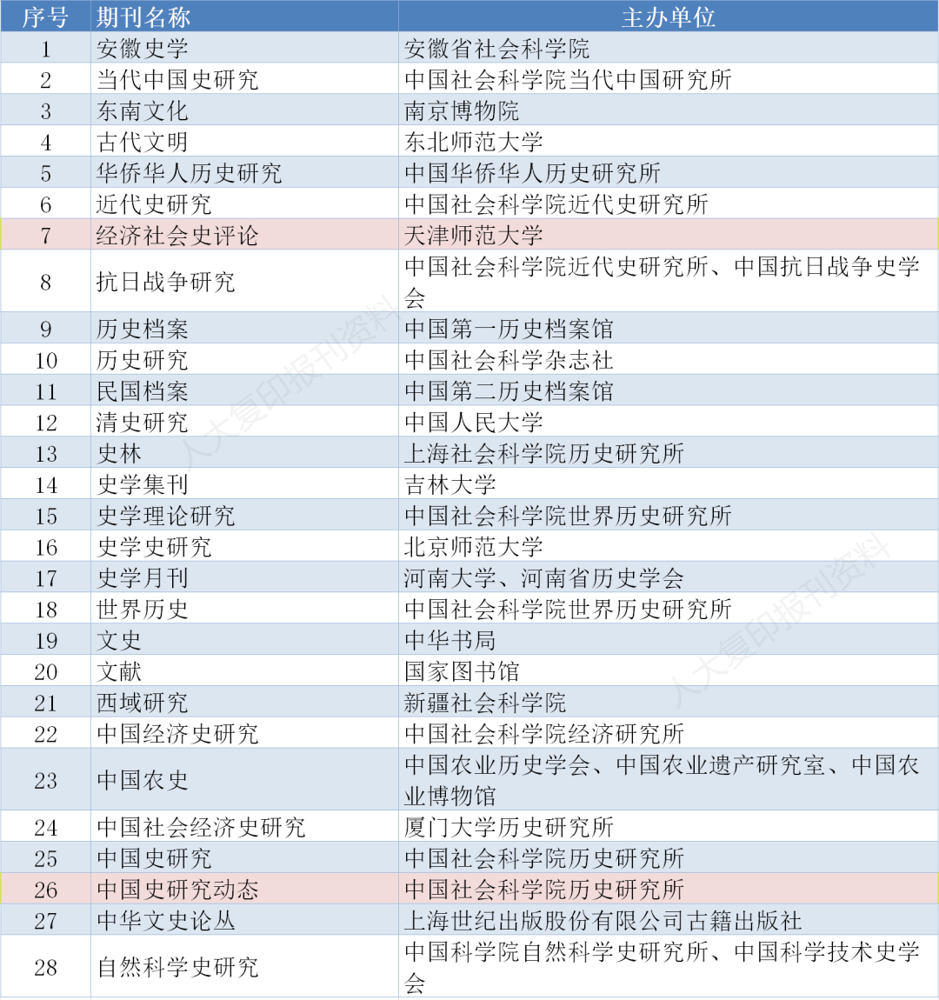 序号 期刊名称 主办单位
1 安徽史学 安徽省社会科学院
2 当代中国史研究 中国社会科学院当代中国研究所
3 东南文化 南京博物院
4 古代文明 东北师范大学
5 华侨华人历史研究 中国华侨华人历史研究所
6 近代史研究 中国社会科学院近代史研究所
7 经济社会史评论 天津师范大学
8 抗日战争研究 中国社会科学院近代史研究所、中国抗日战争史学
会
9 历史档案 中国第一历史档案馆
10 历史研究 中国社会科学杂志社
11 民国档案 中国第二历史档案馆
12 清史研究 中国人民大学
13 史林 上海社会科学院历史研究所
14 史学集刊 吉林大学
15 史学理论研究 中国社会科学院世界历史研究所
16 史学史研究 北京师范大学
17 史学月刊 河南大学、河南省历史学会
18 世界历史 中国社会科学院世界历史研究所
19 文史 中华书局
20 文献 国家图书馆
21 西域研究 新疆社会科学院
22 中国经济史研究 中国社会科学院经济研究所
23 中国农史 中国农业历史学会、中国农业遗产研究室、中国农
业博物馆
24 中国社会经济史研究 厦门大学历史研究所
25 中国史研究 中国社会科学院历史研究所
26 中国史研究动态 中国社会科学院历史研究所
27 中华文史论丛 上海世纪出版股份有限公司古籍出版社
28 自然科学史研究 中国科学院自然科学史研究所、中国科学技术史学
会
人大复印报刊资料
人大复印报刊资料